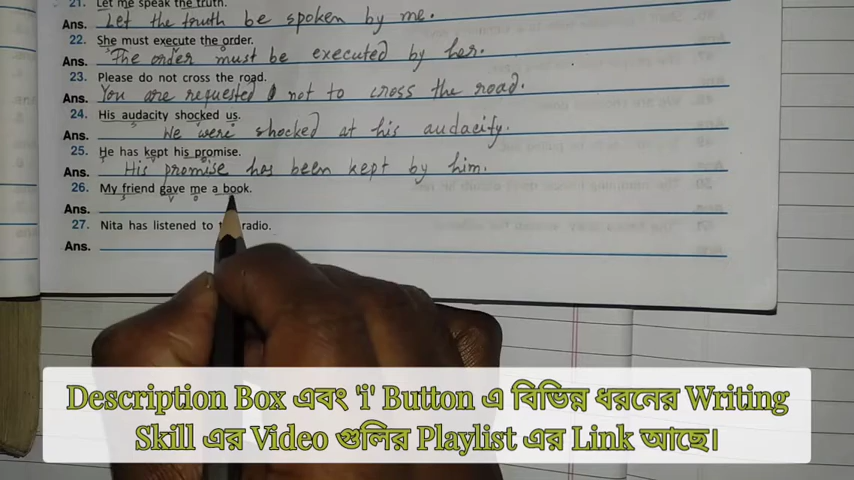 21. Let me speak the truth.
Ans. Let the truth be spoken by me.
22. She must execute the order.
Ans. The order must be executed by her.
23. Please do not cross the road.
Ans. You are requested not to cross the road.
24. His audacity shocked us.
Ans. We were shocked at his audacity.
25. He has kept his promise.
Ans. His promise has been kept by him.
26. My friend gave me a book.
Ans.
27. Nita has listened to radio.
Ans.
Description Box এবং 'i' Button এ বিভিন্ন ধরনের Writing
Skill এর Video গুলির Playlist এর Link আছে।